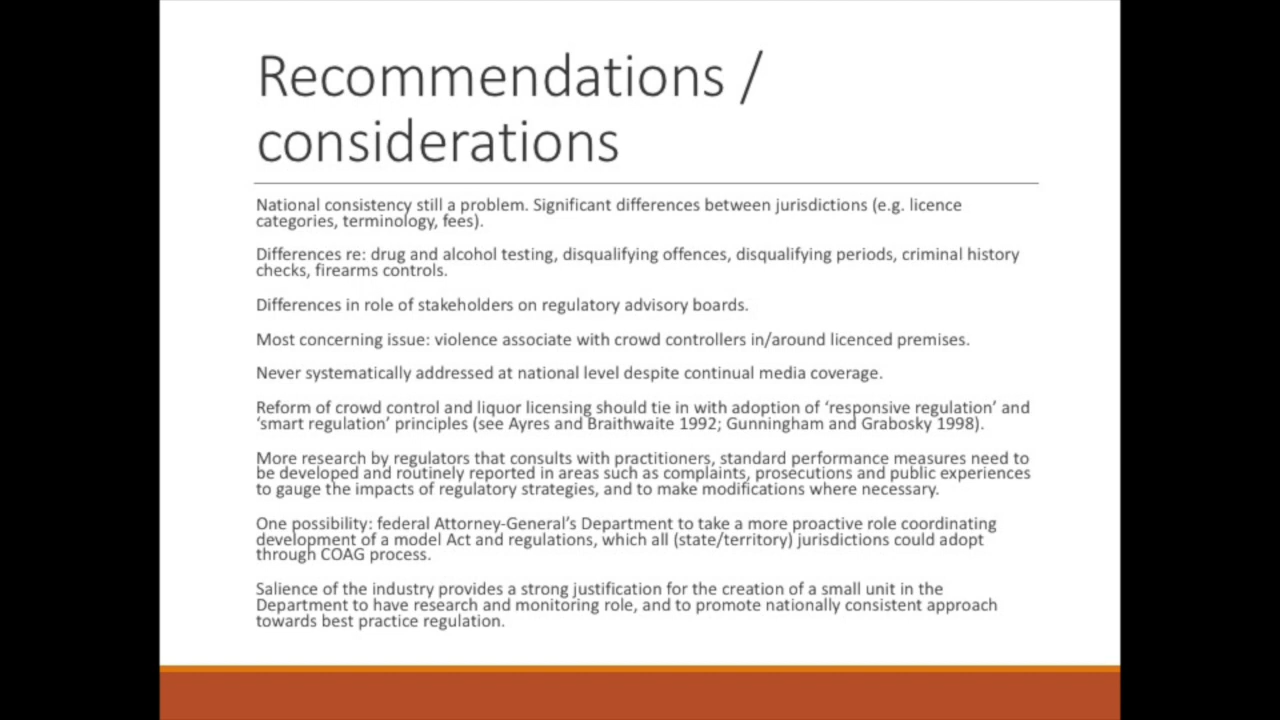 Recommendations /
considerations
National consistency still a problem. Significant differences between jurisdictions (e.g. licence
categories, terminology, fees).
Differences re: drug and alcohol testing, disqualifying offences, disqualifying periods, criminal history
checks, firearms controls.
Differences in role of stakeholders on regulatory advisory boards.
Most concerning issue: violence associate with crowd controllers in/around licenced premises.
Never systematically addressed at national level despite continual media coverage.
Reform of crowd control and liquor licensing should tie in with adoption of ‘responsive regulation’ and
‘smart regulation’ principles (see Ayres and Braithwaite 1992; Gunningham and Grabosky 1998).
More research by regulators that consults with practitioners, standard performance measures need to
be developed and routinely reported in areas such as complaints, prosecutions and public experiences
to gauge the impacts of regulatory strategies, and to make modifications where necessary.
One possibility: federal Attorney-General’s Department to take a more proactive role coordinating
development of a model Act and regulations, which all (state/territory) jurisdictions could adopt
through COAG process.
Salience of the industry provides a strong justification for the creation of a small unit in the
Department to have research and monitoring role, and to promote nationally consistent approach
towards best practice regulation.